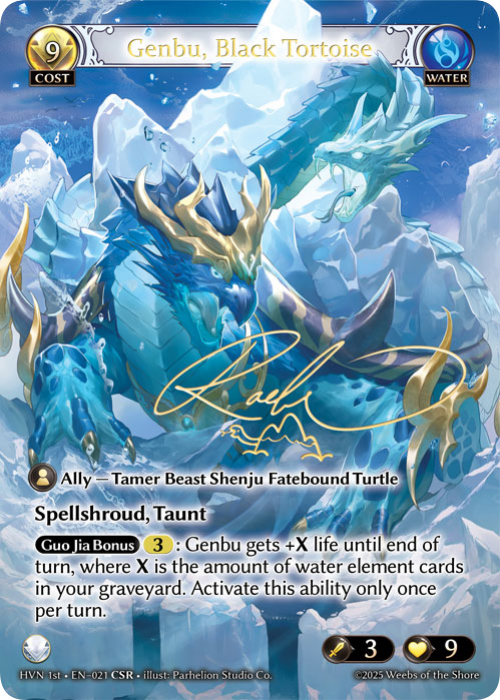 9
COST
Genbu, Black Tortoise
WATER
Ally — Tamer Beast Shenju Fatebound Turtle
Spellshroud, Taunt
Guo Jia Bonus 3 : Genbu gets +X life until end of
turn, where X is the amount of water element cards
in your graveyard. Activate this ability only once
per turn.
3 9
HVN 1st • EN-021 CSR • illust: Parhelion Studio Co.
©2025 Weebs of the Shore